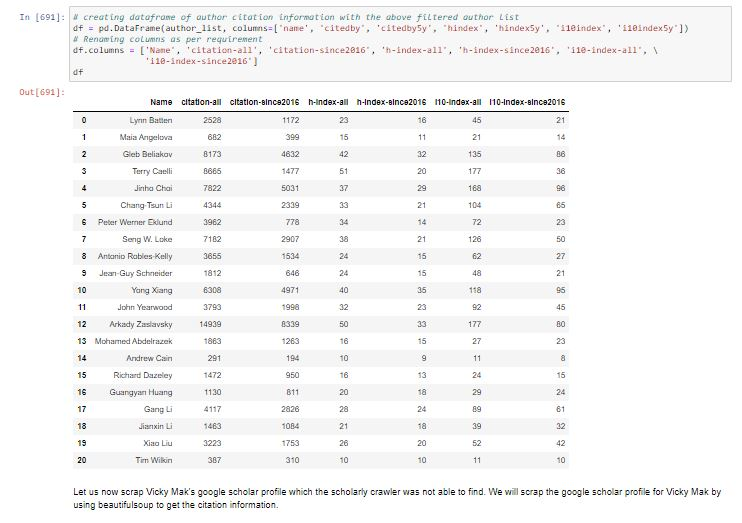 In [691]: # creating dataframe of author citation information with the above filtered author list
df = pd.DataFrame(author_list, columns=['name', 'citedby', 'citedby5y', 'hindex', 'hindex5y', 'i10index', 'i10index5y'])
# Renaming columns as per requirement
df.columns = ['Name', 'citation-all', 'citation-since2016', 'h-index-all', 'h-index-since2016', 'i10-index-all', \
'i10-index-since2016']
df
Out[691]:
Name citation-all citation-since2016 h-index-all h-index-since2016 i10-index-all i10-index-since2016
0 Lynn Batten 2528 1172 23 16 45 21
1 Maia Angelova 682 399 15 11 21 14
2 Gleb Beliakov 8173 4632 42 32 135 86
3 Terry Caelli 8665 1477 51 20 177 36
4 Jinho Choi 7822 5031 37 29 168 96
5 Chang-Tsun Li 4344 2339 33 21 104 65
6 Peter Werner Eklund 3962 778 34 14 72 23
7 Seng W. Loke 7182 2907 38 21 126 50
8 Antonio Robles-Kelly 3655 1534 24 15 62 27
9 Jean-Guy Schneider 1812 646 24 15 48 21
10 Yong Xiang 6308 4971 40 35 118 95
11 John Yearwood 3793 1998 32 23 92 45
12 Arkady Zaslavsky 14939 8339 50 33 177 80
13 Mohamed Abdelrazek 1863 1263 16 15 27 23
14 Andrew Cain 291 194 10 9 11 8
15 Richard Dazeley 1472 950 16 13 24 15
16 Guangyan Huang 1130 811 20 18 29 24
17 Gang Li 4117 2826 28 24 89 61
18 Jianxin Li 1463 1084 21 18 39 32
19 Xiao Liu 3223 1753 26 20 52 42
20 Tim Wilkin 387 310 10 10 11 10
Let us now scrap Vicky Mak's google scholar profile which the scholarly crawler was not able to find. We will scrap the google scholar profile for Vicky Mak by
using beautifulsoup to get the citation information.